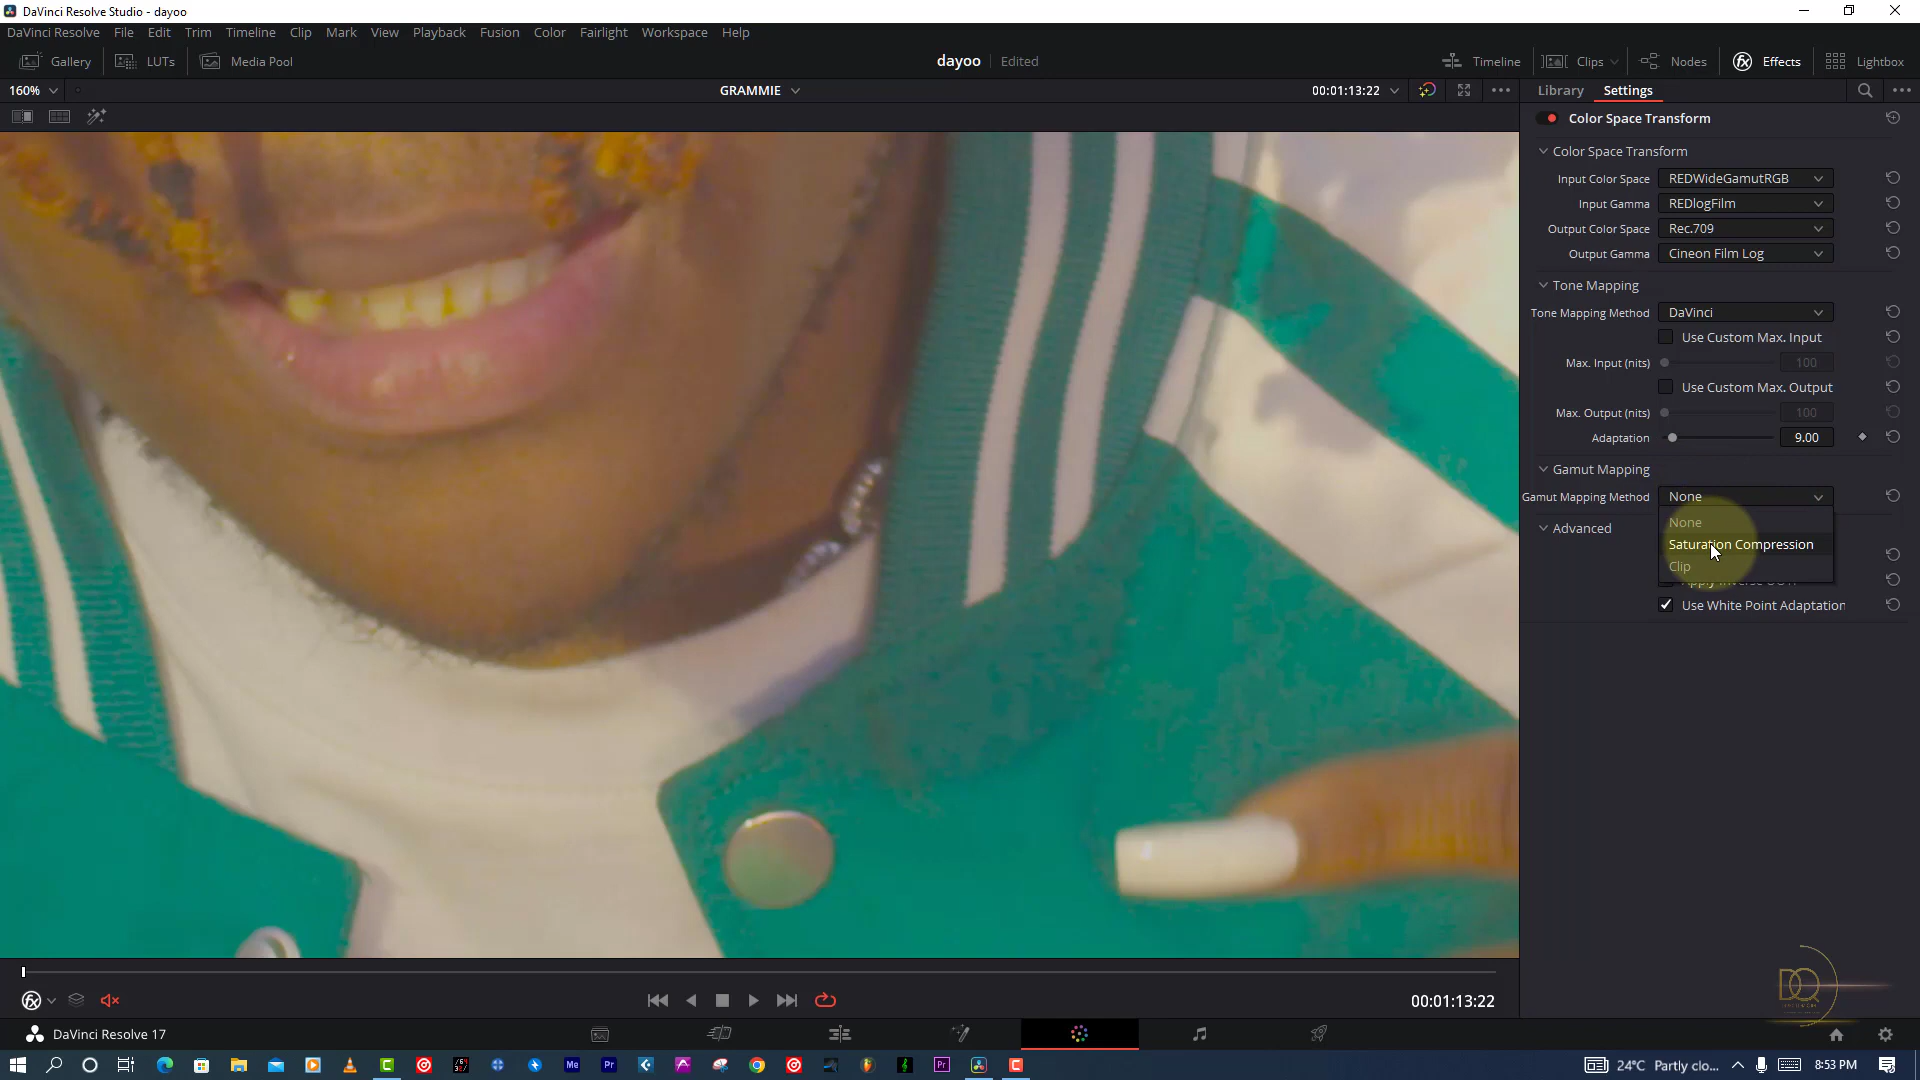 DaVinci Resolve Studio - dayoo
DaVinci Resolve File Edit Trim Timeline Clip Mark View Playback Fusion Color Fairlight Workspace Help
Gallery LUTs Media Pool dayoo Edited Timeline Clips Nodes Effects Lightbox
160% GRAMMIE 00:01:13:22 Library Settings
Color Space Transform
Color Space Transform
Input Color Space REDWideGamutRGB
Input Gamma REDlogFilm
Output Color Space Rec.709
Output Gamma Cineon Film Log
Tone Mapping
Tone Mapping Method DaVinci
Use Custom Max. Input
Max. Input (nits) 100
Use Custom Max. Output
Max. Output (nits) 100
Adaptation 9.00
Gamut Mapping
Gamut Mapping Method None
None
Advanced
Saturation Compression
Clip
Use White Point Adaptation
DQ
00:01:13:22
DaVinci Resolve 17
24°C Partly clo... 8:53 PM